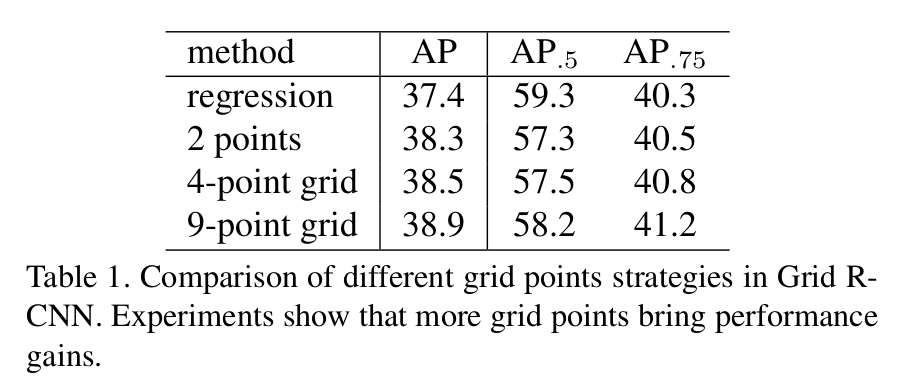 method AP AP.5 AP.75
regression 37.4 59.3 40.3
2 points 38.3 57.3 40.5
4-point grid 38.5 57.5 40.8
9-point grid 38.9 58.2 41.2
Table 1. Comparison of different grid points strategies in Grid R-
CNN. Experiments show that more grid points bring performance
gains.